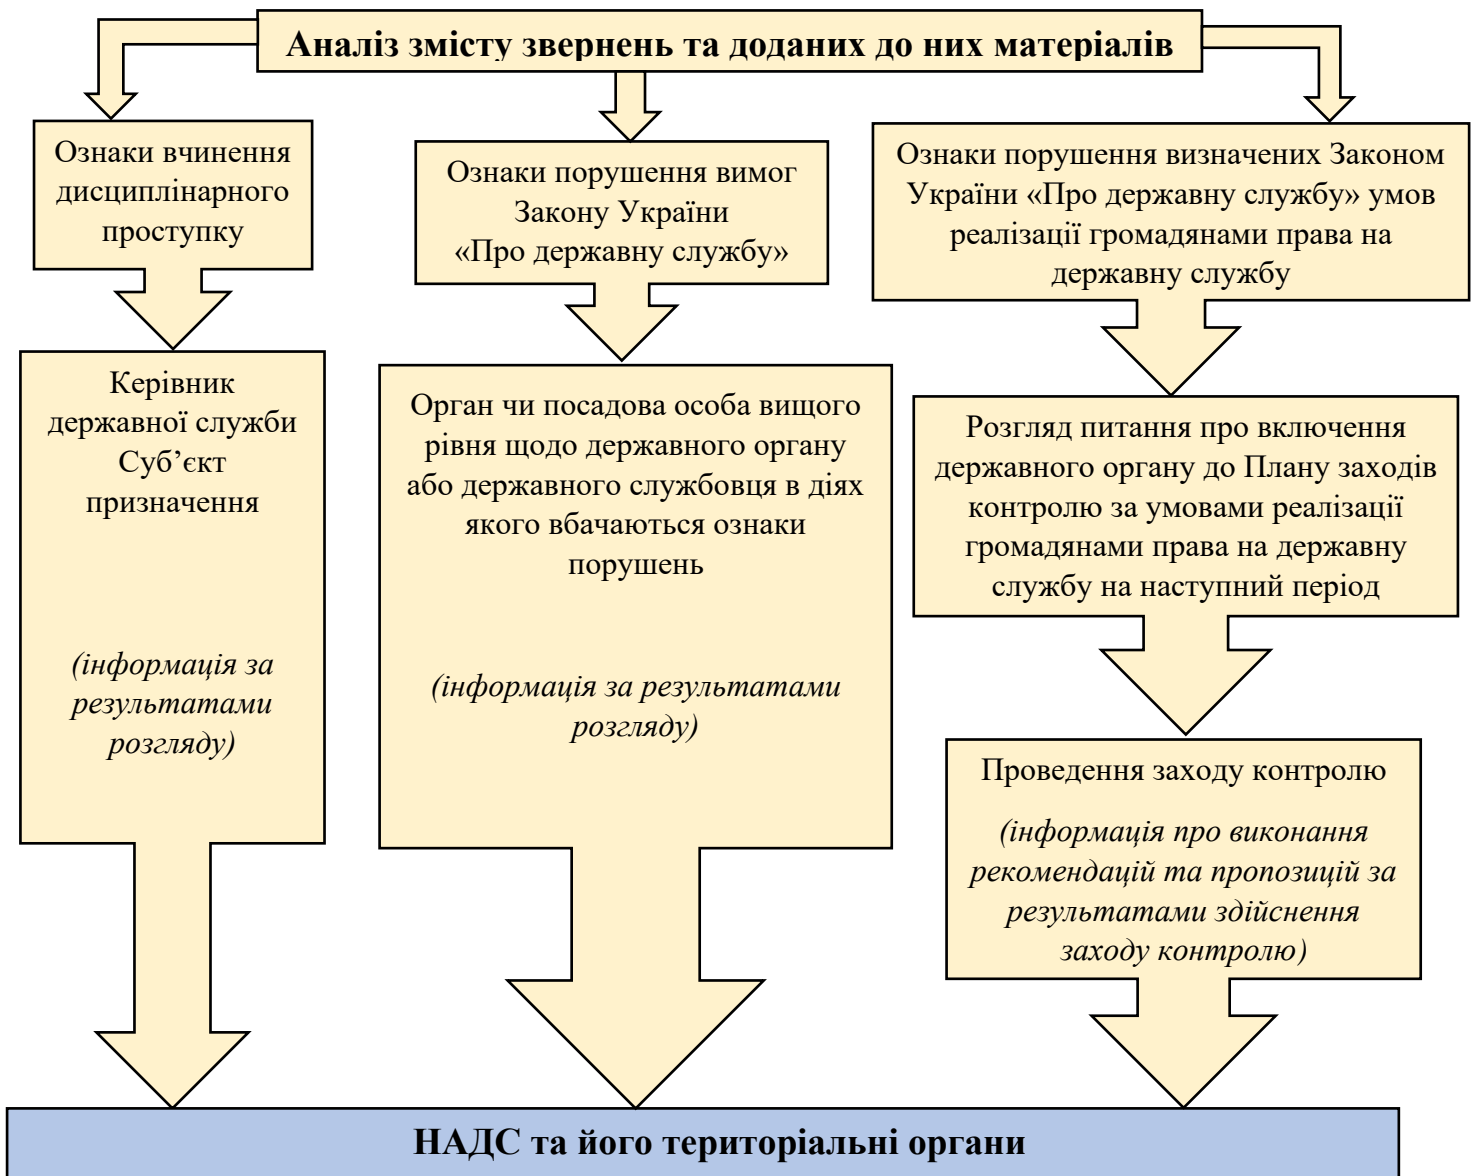 Аналіз змісту звернень та доданих до них матеріалів
Ознаки вчинення
дисциплінарного
проступку
Ознаки порушення вимог
Закону України
«Про державну службу»
Ознаки порушення визначених Законом
України «Про державну службу» умов
реалізації громадянами права на
державну службу
Керівник
державної служби
Суб’єкт
призначення
(інформація за
результатами
розгляду)
Орган чи посадова особа вищого
рівня щодо державного органу
або державного службовця в діях
якого вбачаються ознаки
порушень
(інформація за результатами
розгляду)
Розгляд питання про включення
державного органу до Плану заходів
контролю за умовами реалізації
громадянами права на державну
службу на наступний період
Проведення заходу контролю
(інформація про виконання
рекомендацій та пропозицій за
результатами здійснення
заходу контролю)
НАДС та його територіальні органи